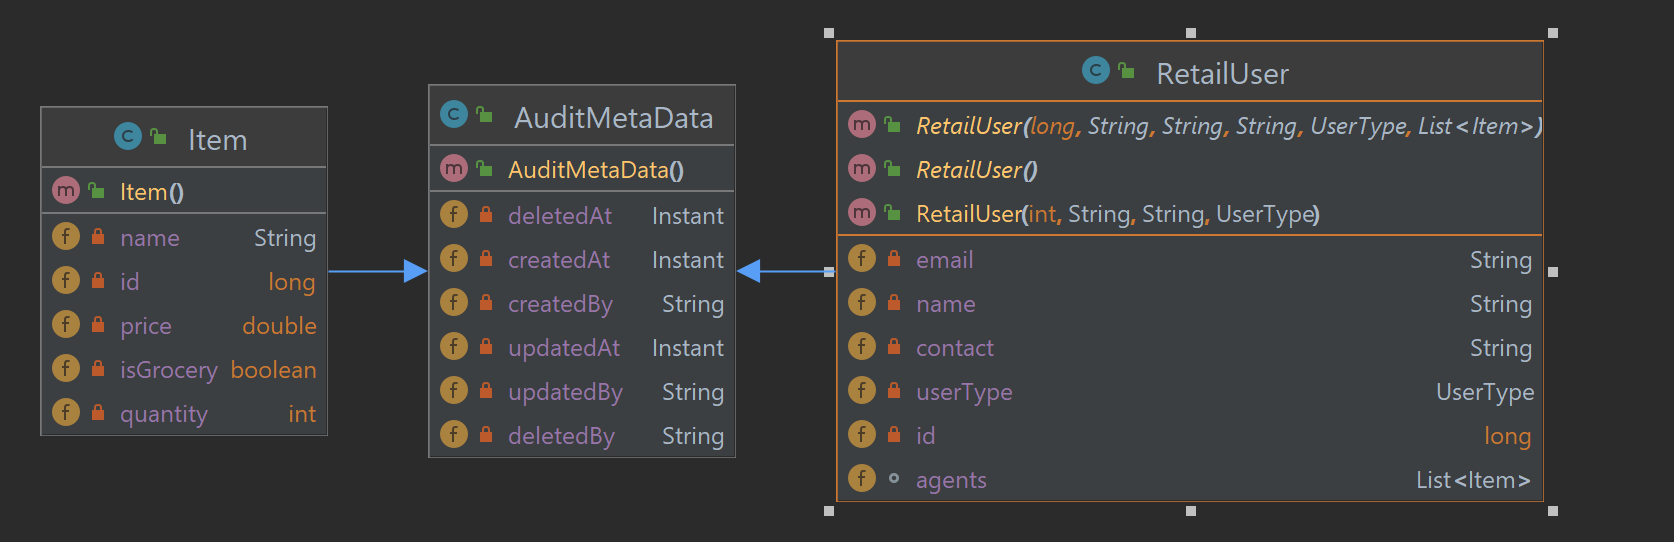 Item
Item()
name String
id long
price double
isGrocery boolean
quantity int
AuditMetaData
AuditMetaData()
deletedAt Instant
createdAt Instant
createdBy String
updatedAt Instant
updatedBy String
deletedBy String
RetailUser
RetailUser(long, String, String, String, UserType, List<Item>)
RetailUser()
RetailUser(int, String, String, UserType)
email String
name String
contact String
userType UserType
id long
agents List<Item>